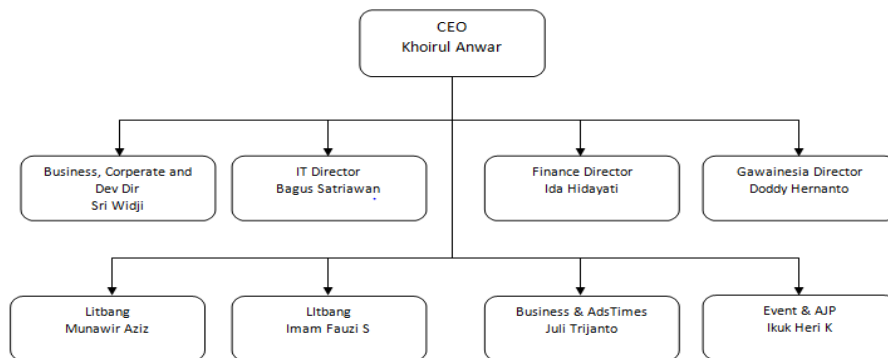 CEO
Khoirul Anwar
Business, Corperate and
Dev Dir
Sri Widji
IT Director
Bagus Satriawan
Finance Director
Ida Hidayati
Gawainesia Director
Doddy Hernanto
Litbang
Munawir Aziz
LItbang
Imam Fauzi S
Business & AdsTimes
Juli Trijanto
Event & AJP
Ikuk Heri K